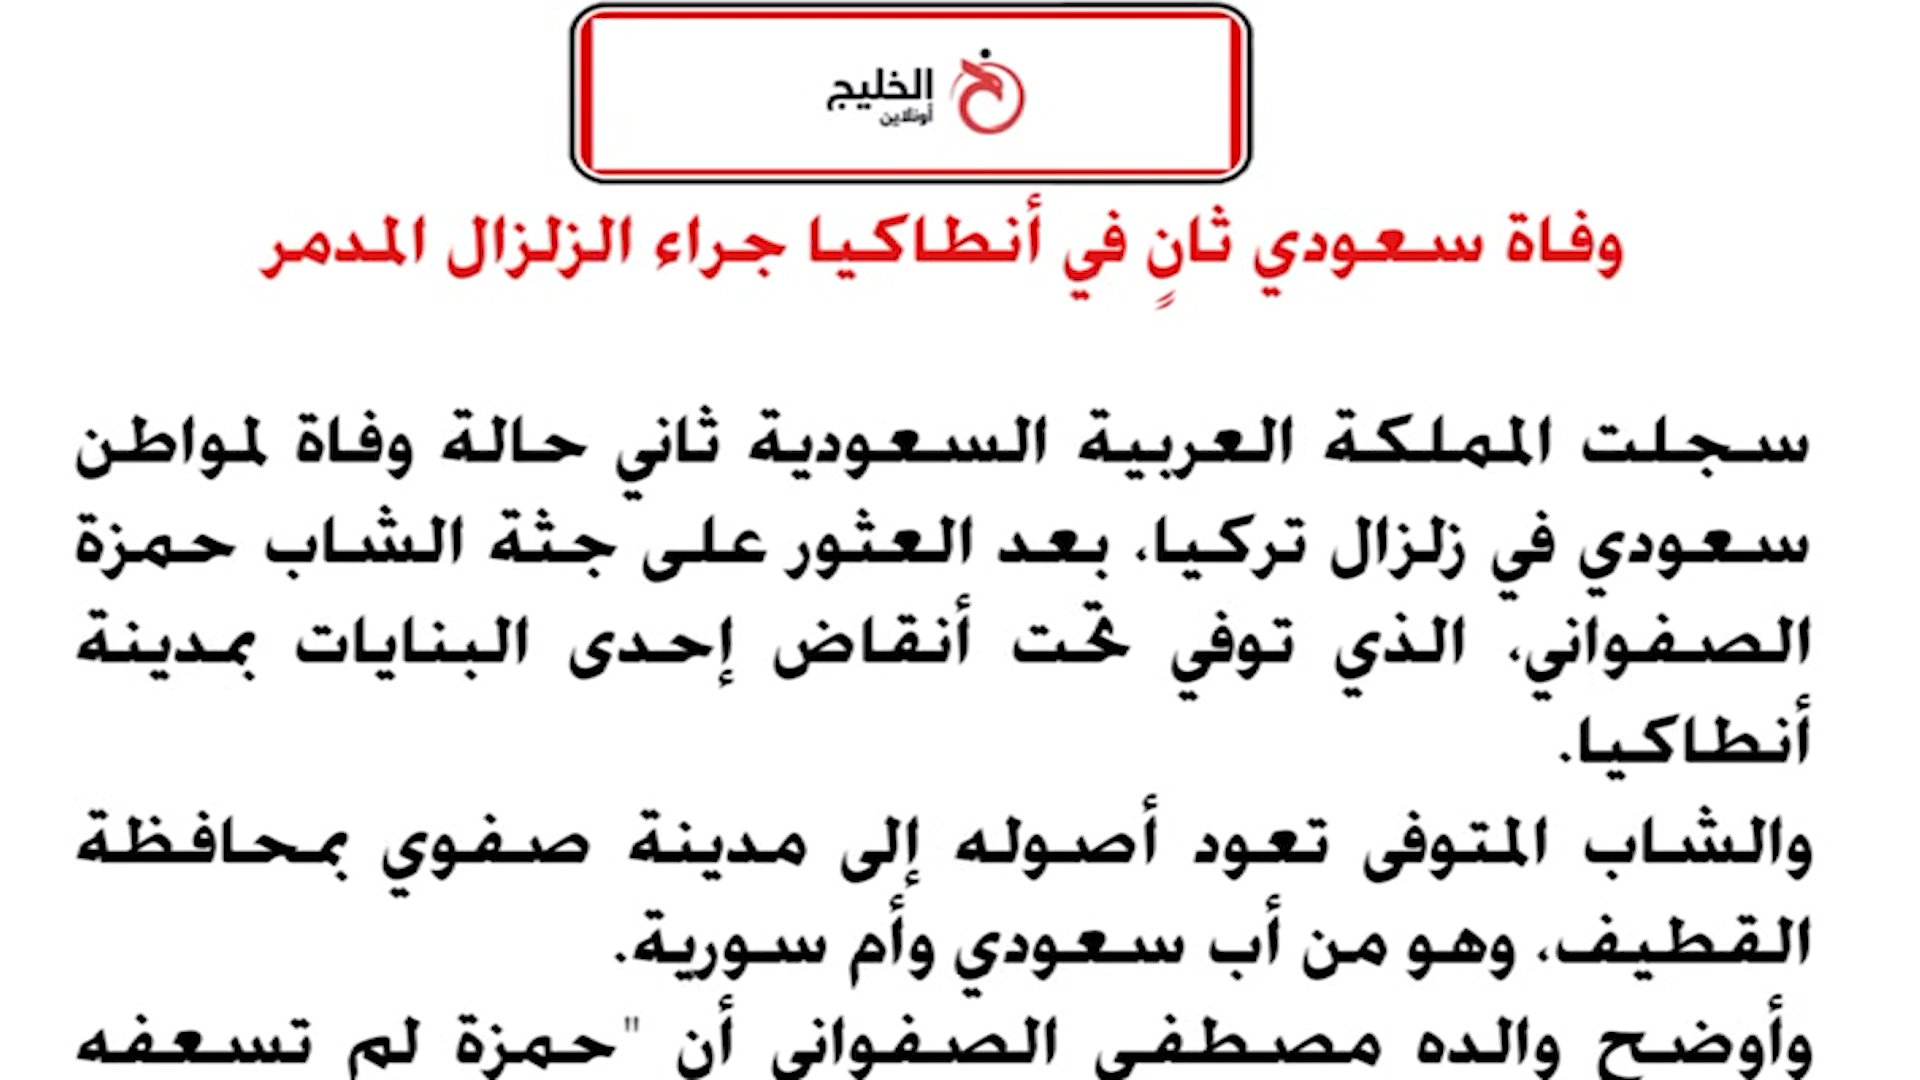 الخليج
أونلاين
وفاة سعودي ثانٍ في أنطاكيا جراء الزلزال المدمر
سجلت المملكة العربية السعودية ثاني حالة وفاة لمواطن
سعودي في زلزال تركيا، بعد العثور على جثة الشاب حمزة
الصفواني، الذي توفي تحت أنقاض إحدى البنايات بمدينة
أنطاكيا.
والشاب المتوفى تعود أصوله إلى مدينة صفوي بمحافظة
القطيف، وهو من أب سعودي وأم سورية.
وأوضح والده مصطفى الصفواني أن "حمزة لم تسعفه